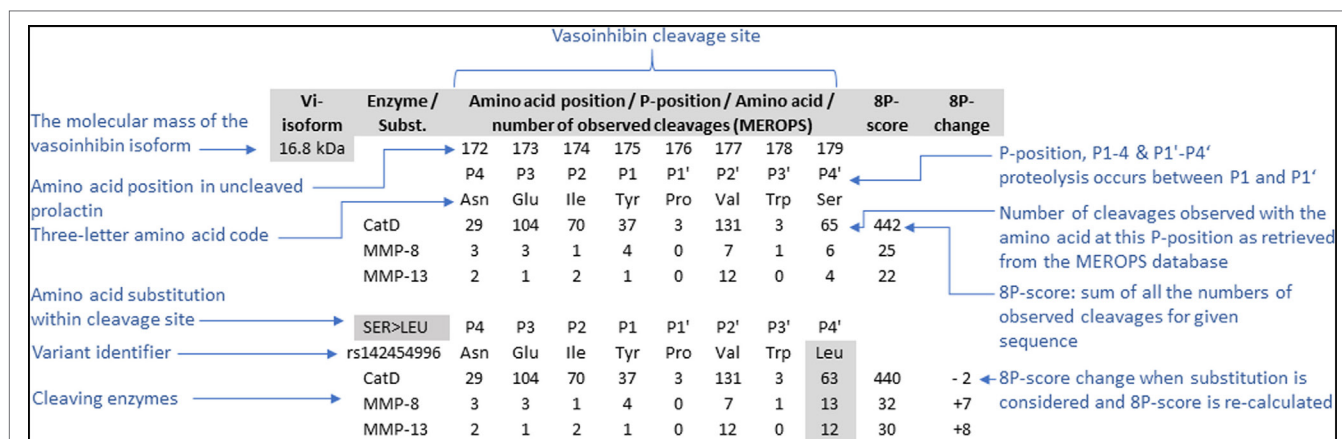 Vasoinhibin cleavage site
Vi-isoform Enzyme / Subst. Amino acid position / P-position / Amino acid / number of observed cleavages (MEROPS) 8P-score 8P-change
The molecular mass of the
vasoinhibin isoform
16.8 kDa 172 173 174 175 176 177 178 179
P4 P3 P2 P1 P1' P2' P3' P4'
P-position, P1-4 & P1'-P4‘
proteolysis occurs between P1 and P1‘
Amino acid position in uncleaved
prolactin
Asn Glu Ile Tyr Pro Val Trp Ser
Three-letter amino acid code
CatD 29 104 70 37 3 131 3 65 442
MMP-8 3 3 1 4 0 7 1 6 25
MMP-13 2 1 2 1 0 12 0 4 22
Number of cleavages observed with the
amino acid at this P-position as retrieved
from the MEROPS database
8P-score: sum of all the numbers of
observed cleavages for given
sequence
Amino acid substitution
within cleavage site
SER>LEU P4 P3 P2 P1 P1' P2' P3' P4'
Variant identifier
rs142454996 Asn Glu Ile Tyr Pro Val Trp Leu
Cleaving enzymes
CatD 29 104 70 37 3 131 3 63 440 - 2
MMP-8 3 3 1 4 0 7 1 13 32 +7
MMP-13 2 1 2 1 0 12 0 12 30 +8
8P-score change when substitution is
considered and 8P-score is re-calculated